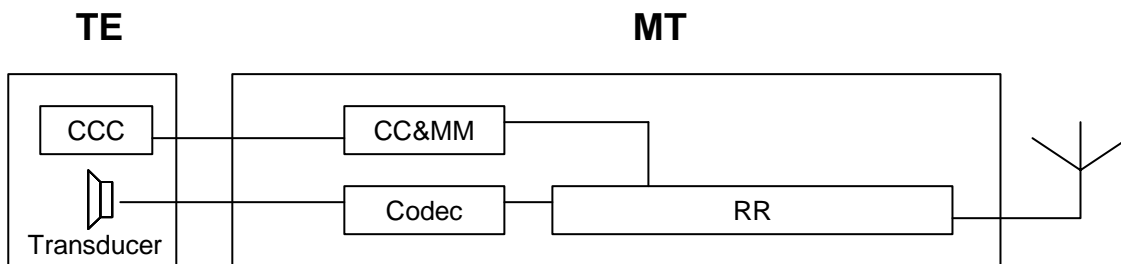 TE
MT
CCC
CC&MM
Codec
RR
Transducer